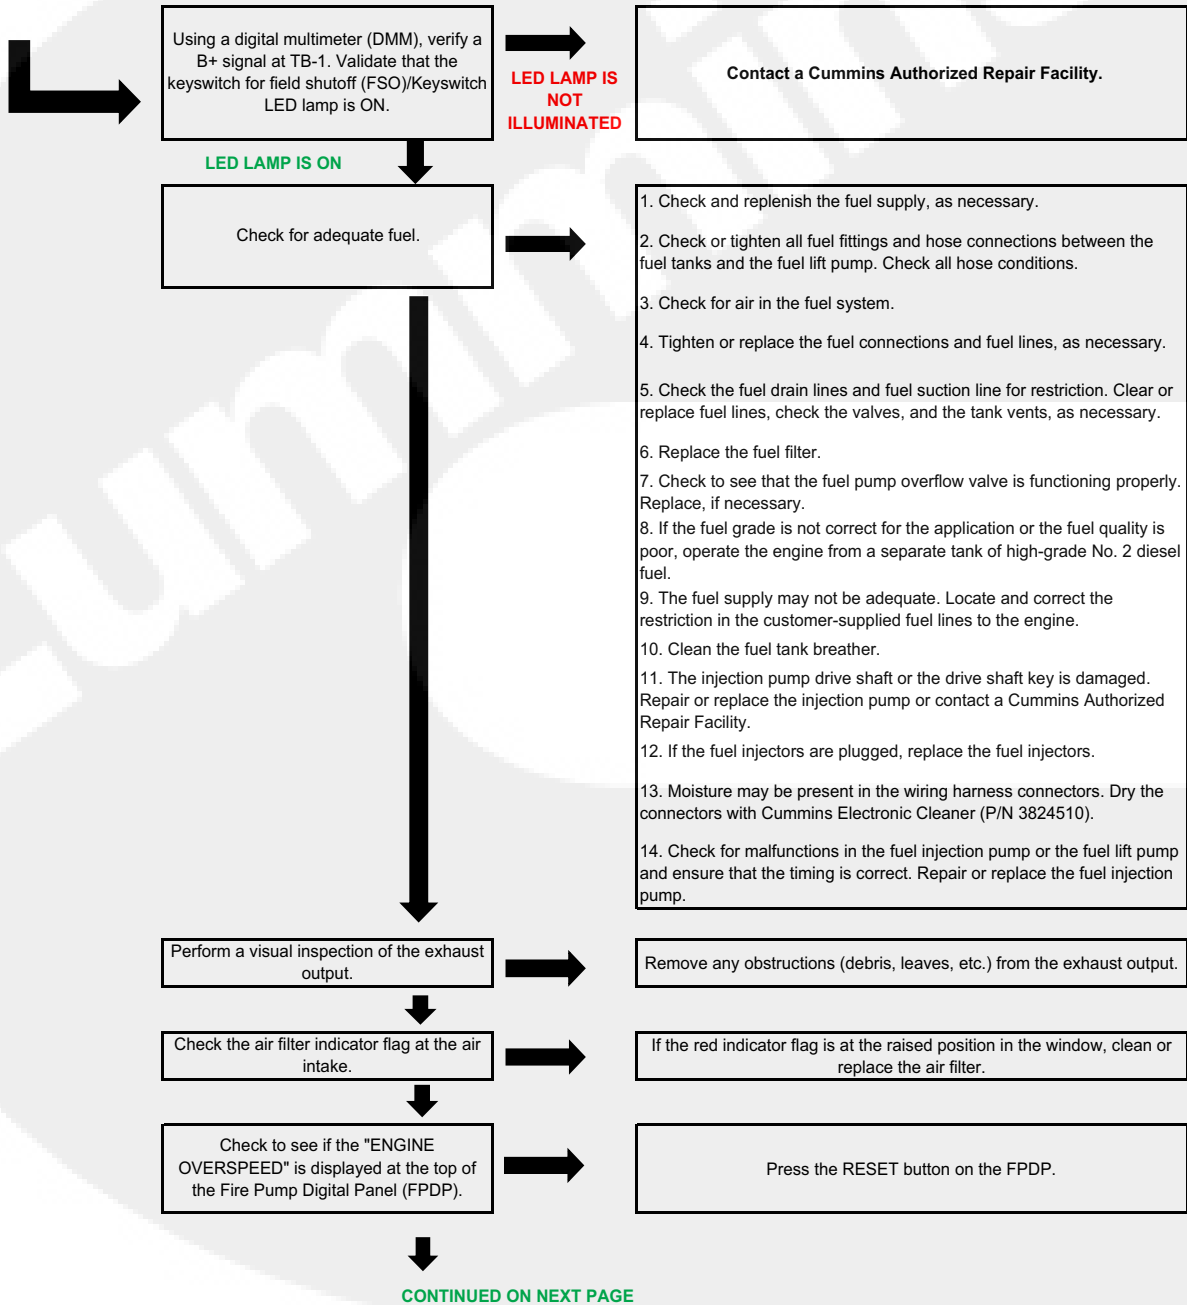 Using a digital multimeter (DMM), verify a
B+ signal at TB-1. Validate that the
keyswitch for field shutoff (FSO)/Keyswitch
LED lamp is ON.
LED LAMP IS
NOT
ILLUMINATED
Contact a Cummins Authorized Repair Facility.
LED LAMP IS ON
Check for adequate fuel.
1. Check and replenish the fuel supply, as necessary.
2. Check or tighten all fuel fittings and hose connections between the
fuel tanks and the fuel lift pump. Check all hose conditions.
3. Check for air in the fuel system.
4. Tighten or replace the fuel connections and fuel lines, as necessary.
5. Check the fuel drain lines and fuel suction line for restriction. Clear or
replace fuel lines, check the valves, and the tank vents, as necessary.
6. Replace the fuel filter.
7. Check to see that the fuel pump overflow valve is functioning properly.
Replace, if necessary.
8. If the fuel grade is not correct for the application or the fuel quality is
poor, operate the engine from a separate tank of high-grade No. 2 diesel
fuel.
9. The fuel supply may not be adequate. Locate and correct the
restriction in the customer-supplied fuel lines to the engine.
10. Clean the fuel tank breather.
11. The injection pump drive shaft or the drive shaft key is damaged.
Repair or replace the injection pump or contact a Cummins Authorized
Repair Facility.
12. If the fuel injectors are plugged, replace the fuel injectors.
13. Moisture may be present in the wiring harness connectors. Dry the
connectors with Cummins Electronic Cleaner (P/N 3824510).
14. Check for malfunctions in the fuel injection pump or the fuel lift pump
and ensure that the timing is correct. Repair or replace the fuel injection
pump.
Perform a visual inspection of the exhaust
output.
Remove any obstructions (debris, leaves, etc.) from the exhaust output.
Check the air filter indicator flag at the air
intake.
If the red indicator flag is at the raised position in the window, clean or
replace the air filter.
Check to see if the "ENGINE
OVERSPEED" is displayed at the top of
the Fire Pump Digital Panel (FPDP).
Press the RESET button on the FPDP.
CONTINUED ON NEXT PAGE